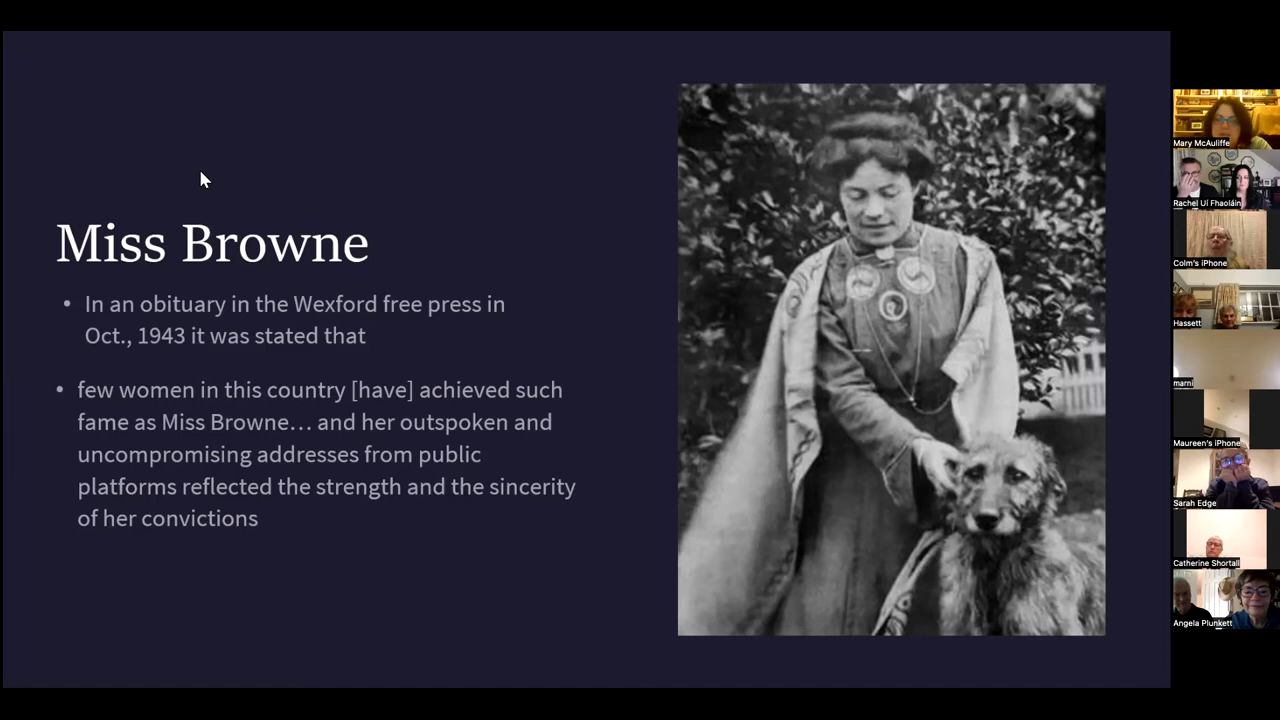 Miss Browne
• In an obituary in the Wexford free press in
Oct., 1943 it was stated that
• few women in this country [have] achieved such
fame as Miss Browne… and her outspoken and
uncompromising addresses from public
platforms reflected the strength and the sincerity
of her convictions
Mary McAuliffe
Rachel Uí Fhaoláin
Colm's iPhone
Hassett
marni
Maureen's iPhone
Sarah Edge
Catherine Shortall
Angela Plunkett